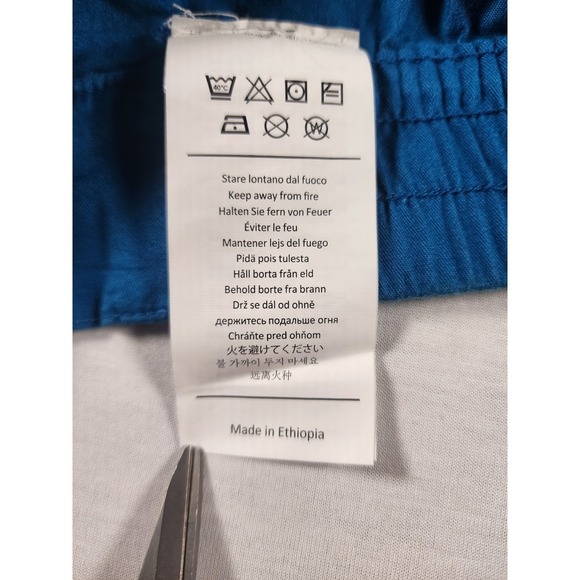 40°C
W
Stare lontano dal fuoco
Keep away from fire
Halten Sie fern von Feuer
Éviter le feu
Mantener lejs del fuego
Pidä pois tulesta
Håll borta från eld
Behold borte fra brann
Drž se dál od ohně
держитесь подальше огня
Chráňte pred ohňom
火を避けてください
불 가까이 두지 마세요
远离火种
Made in Ethiopia